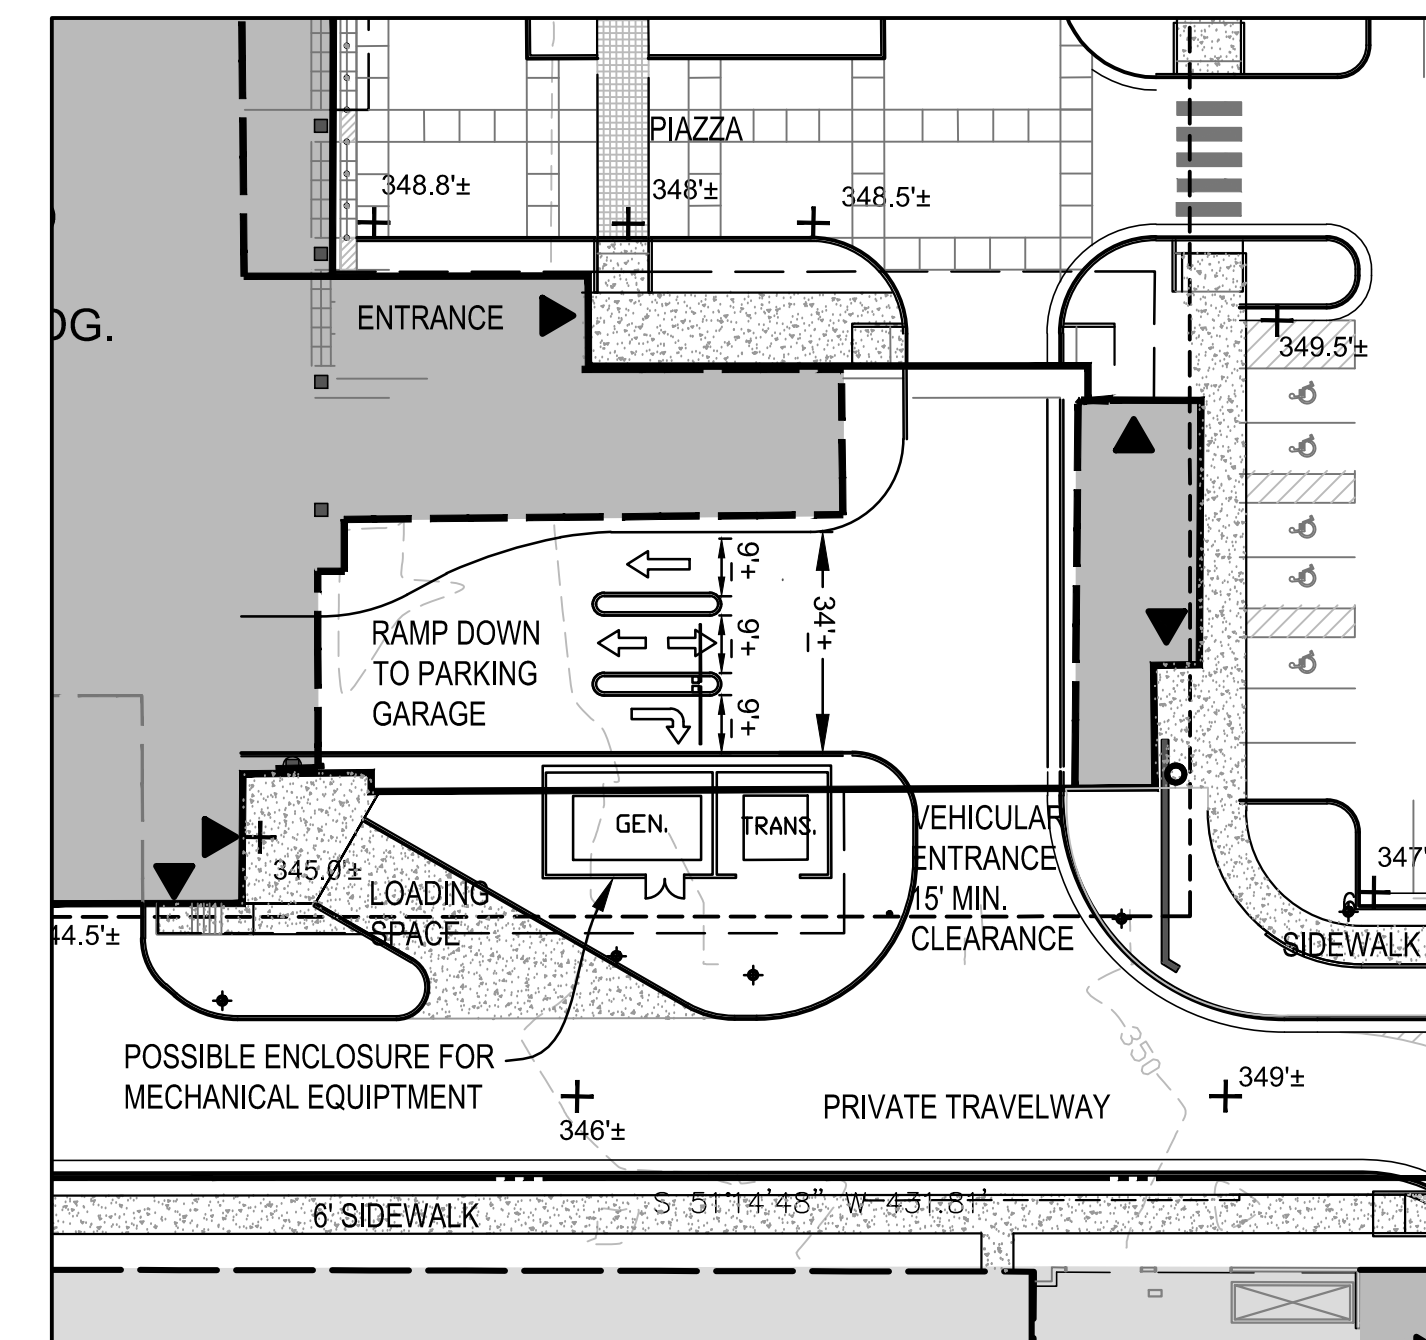 PIAZZA
348.8'±
348'±
348.5'±
ENTRANCE
DG.
349.5'±
9'±
9'±
9'±
34'±
RAMP DOWN
TO PARKING
GARAGE
GEN.
TRANS.
VEHICULAR
ENTRANCE
15' MIN.
CLEARANCE
345.0'±
LOADING
SPACE
347'
44.5'±
SIDEWALK
POSSIBLE ENCLOSURE FOR
MECHANICAL EQUIPTMENT
350
349'±
346'±
PRIVATE TRAVELWAY
S 51°14'48" W 431.81'
6' SIDEWALK